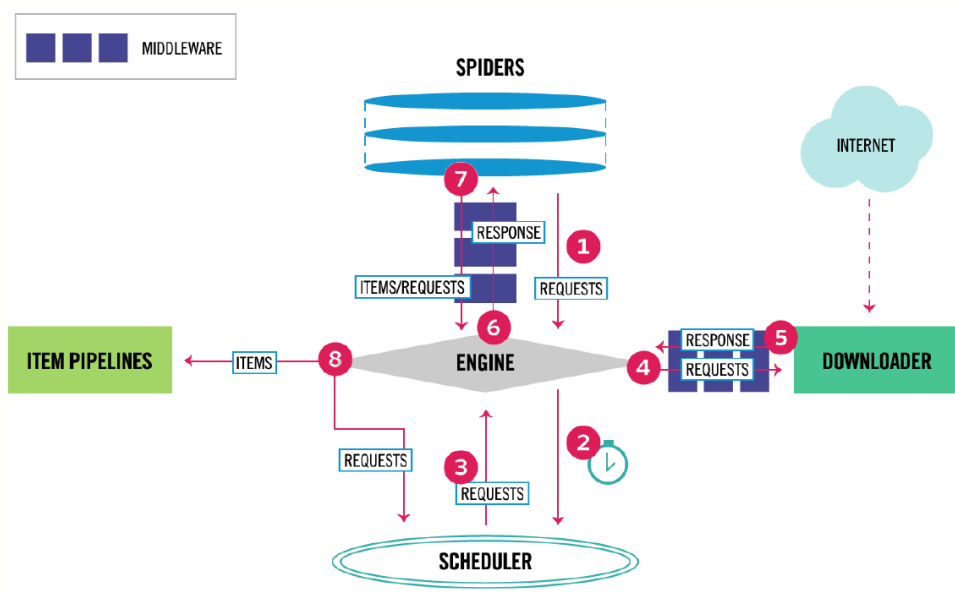 MIDDLEWARE
SPIDERS
INTERNET
7
RESPONSE
1
ITEMS/REQUESTS
REQUESTS
6
ITEM PIPELINES
ITEMS
8
ENGINE
4
RESPONSE
5
REQUESTS
DOWNLOADER
2
REQUESTS
3
REQUESTS
SCHEDULER